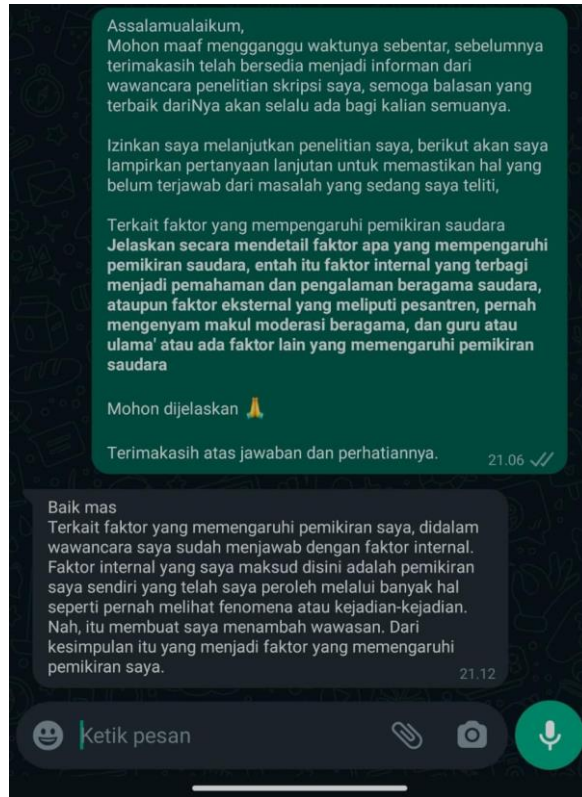 Assalamualaikum,
Mohon maaf mengganggu waktunya sebentar, sebelumnya
terimakasih telah bersedia menjadi informan dari
wawancara penelitian skripsi saya, semoga balasan yang
terbaik dariNya akan selalu ada bagi kalian semuanya.
Izinkan saya melanjutkan penelitian saya, berikut akan saya
lampirkan pertanyaan lanjutan untuk memastikan hal yang
belum terjawab dari masalah yang sedang saya teliti,
Terkait faktor yang mempengaruhi pemikiran saudara
Jelaskan secara mendetail faktor apa yang mempengaruhi
pemikiran saudara, entah itu faktor internal yang terbagi
menjadi pemahaman dan pengalaman beragama saudara,
ataupun faktor eksternal yang meliputi pesantren, pernah
mengenyam makul moderasi beragama, dan guru atau
ulama' atau ada faktor lain yang memengaruhi pemikiran
saudara
Mohon dijelaskan 🙏
Terimakasih atas jawaban dan perhatiannya.
21.06
Baik mas
Terkait faktor yang memengaruhi pemikiran saya, didalam
wawancara saya sudah menjawab dengan faktor internal.
Faktor internal yang saya maksud disini adalah pemikiran
saya sendiri yang telah saya peroleh melalui banyak hal
seperti pernah melihat fenomena atau kejadian-kejadian.
Nah, itu membuat saya menambah wawasan. Dari
kesimpulan itu yang menjadi faktor yang memengaruhi
pemikiran saya.
21.12
Ketik pesan